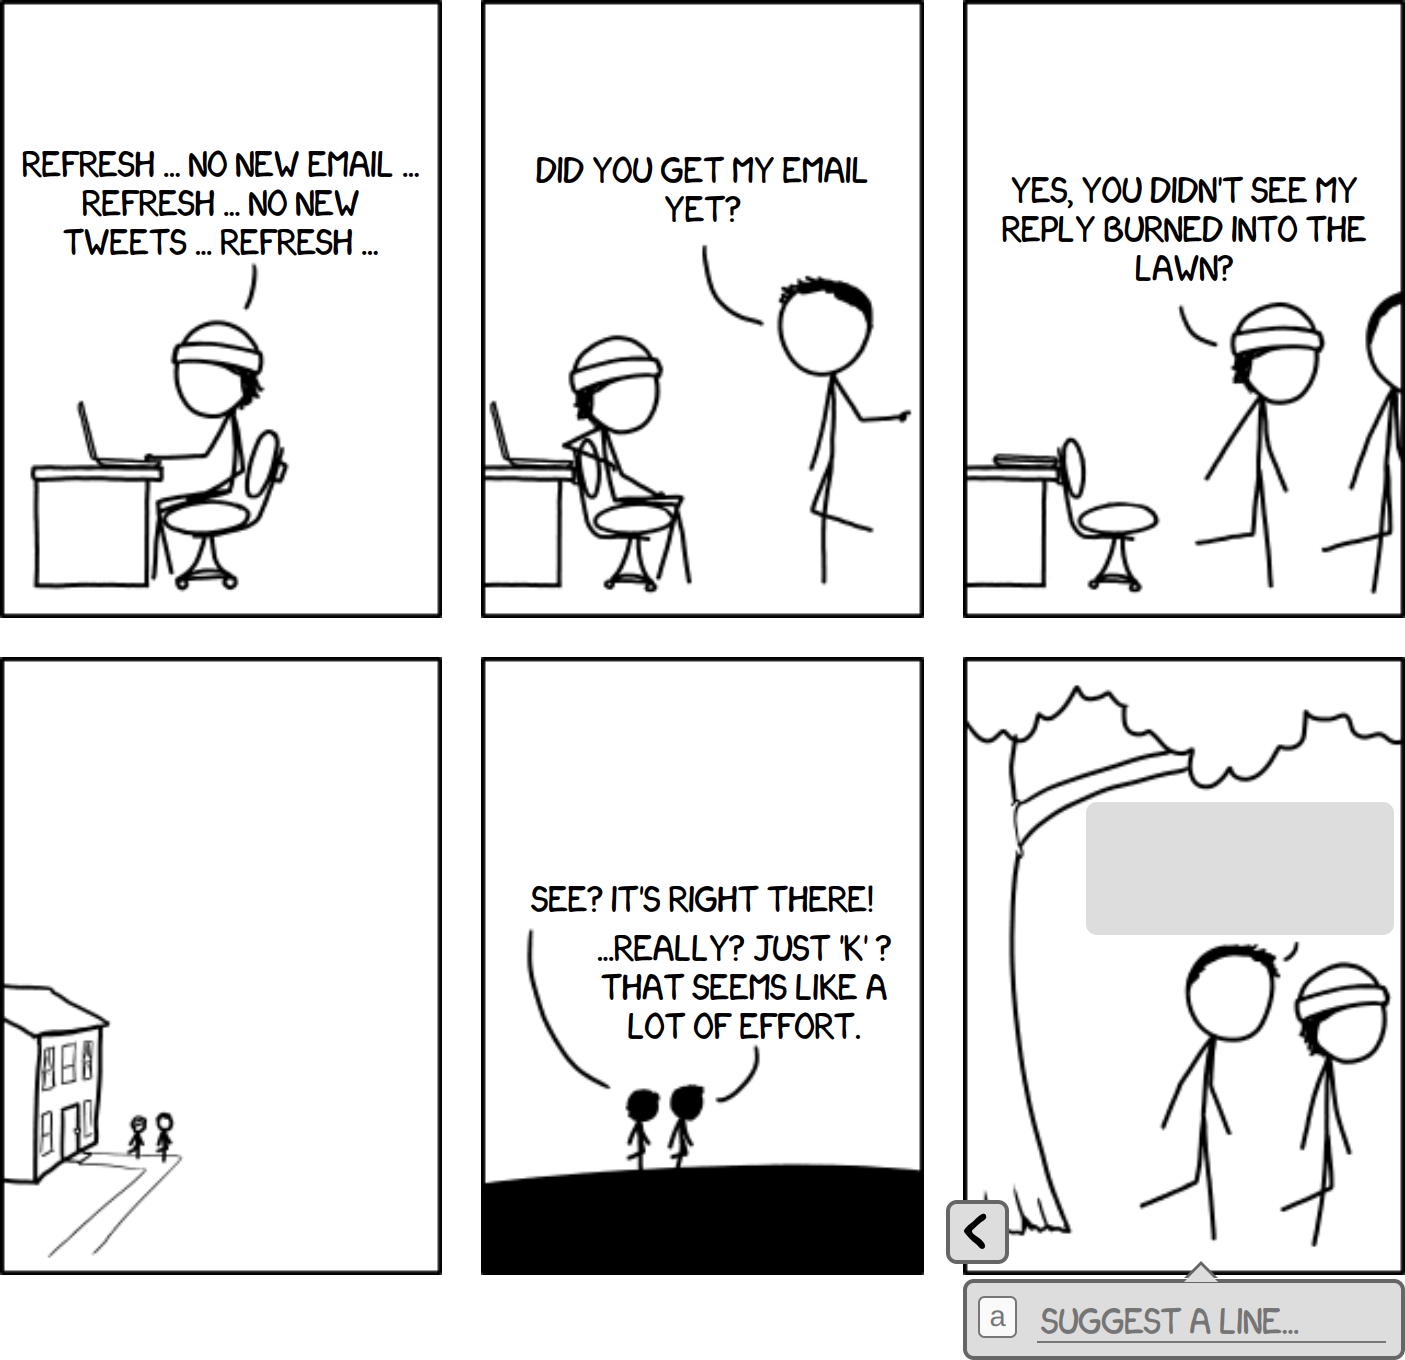 REFRESH ... NO NEW EMAIL ...
REFRESH ... NO NEW
TWEETS ... REFRESH ...
DID YOU GET MY EMAIL
YET?
YES, YOU DIDN'T SEE MY
REPLY BURNED INTO THE
LAWN?
SEE? IT'S RIGHT THERE!
...REALLY? JUST 'K' ?
THAT SEEMS LIKE A
LOT OF EFFORT.
a
SUGGEST A LINE...